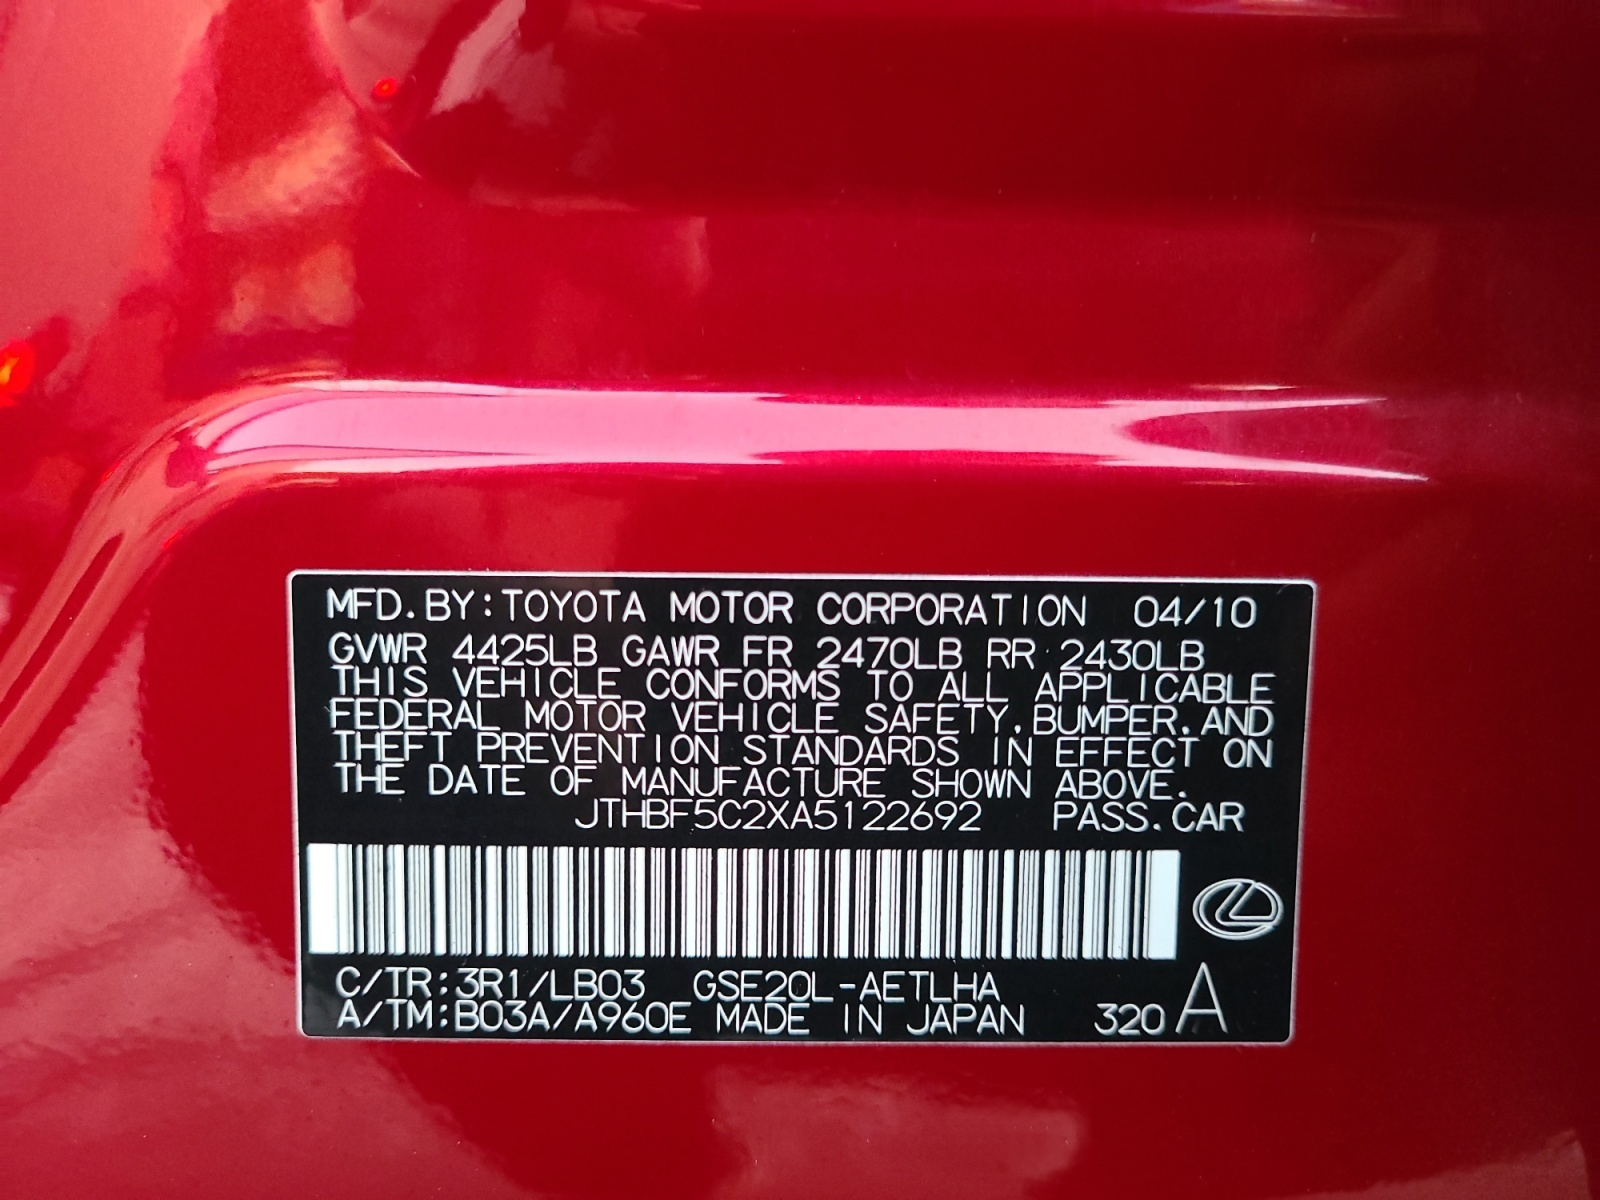 MFD.BY:TOYOTA MOTOR CORPORATION 04/10
GVWR 4425LB GAWR FR 2470LB RR 2430LB
THIS VEHICLE CONFORMS TO ALL APPLICABLE
FEDERAL MOTOR VEHICLE SAFETY,BUMPER,AND
THEFT PREVENTION STANDARDS IN EFFECT ON
THE DATE OF MANUFACTURE SHOWN ABOVE.
JTHBF5C2XA5122692 PASS.CAR
C/TR:3R1/LB03 GSE20L-AETLHA
A/TM:B03A/A960E MADE IN JAPAN 320 A